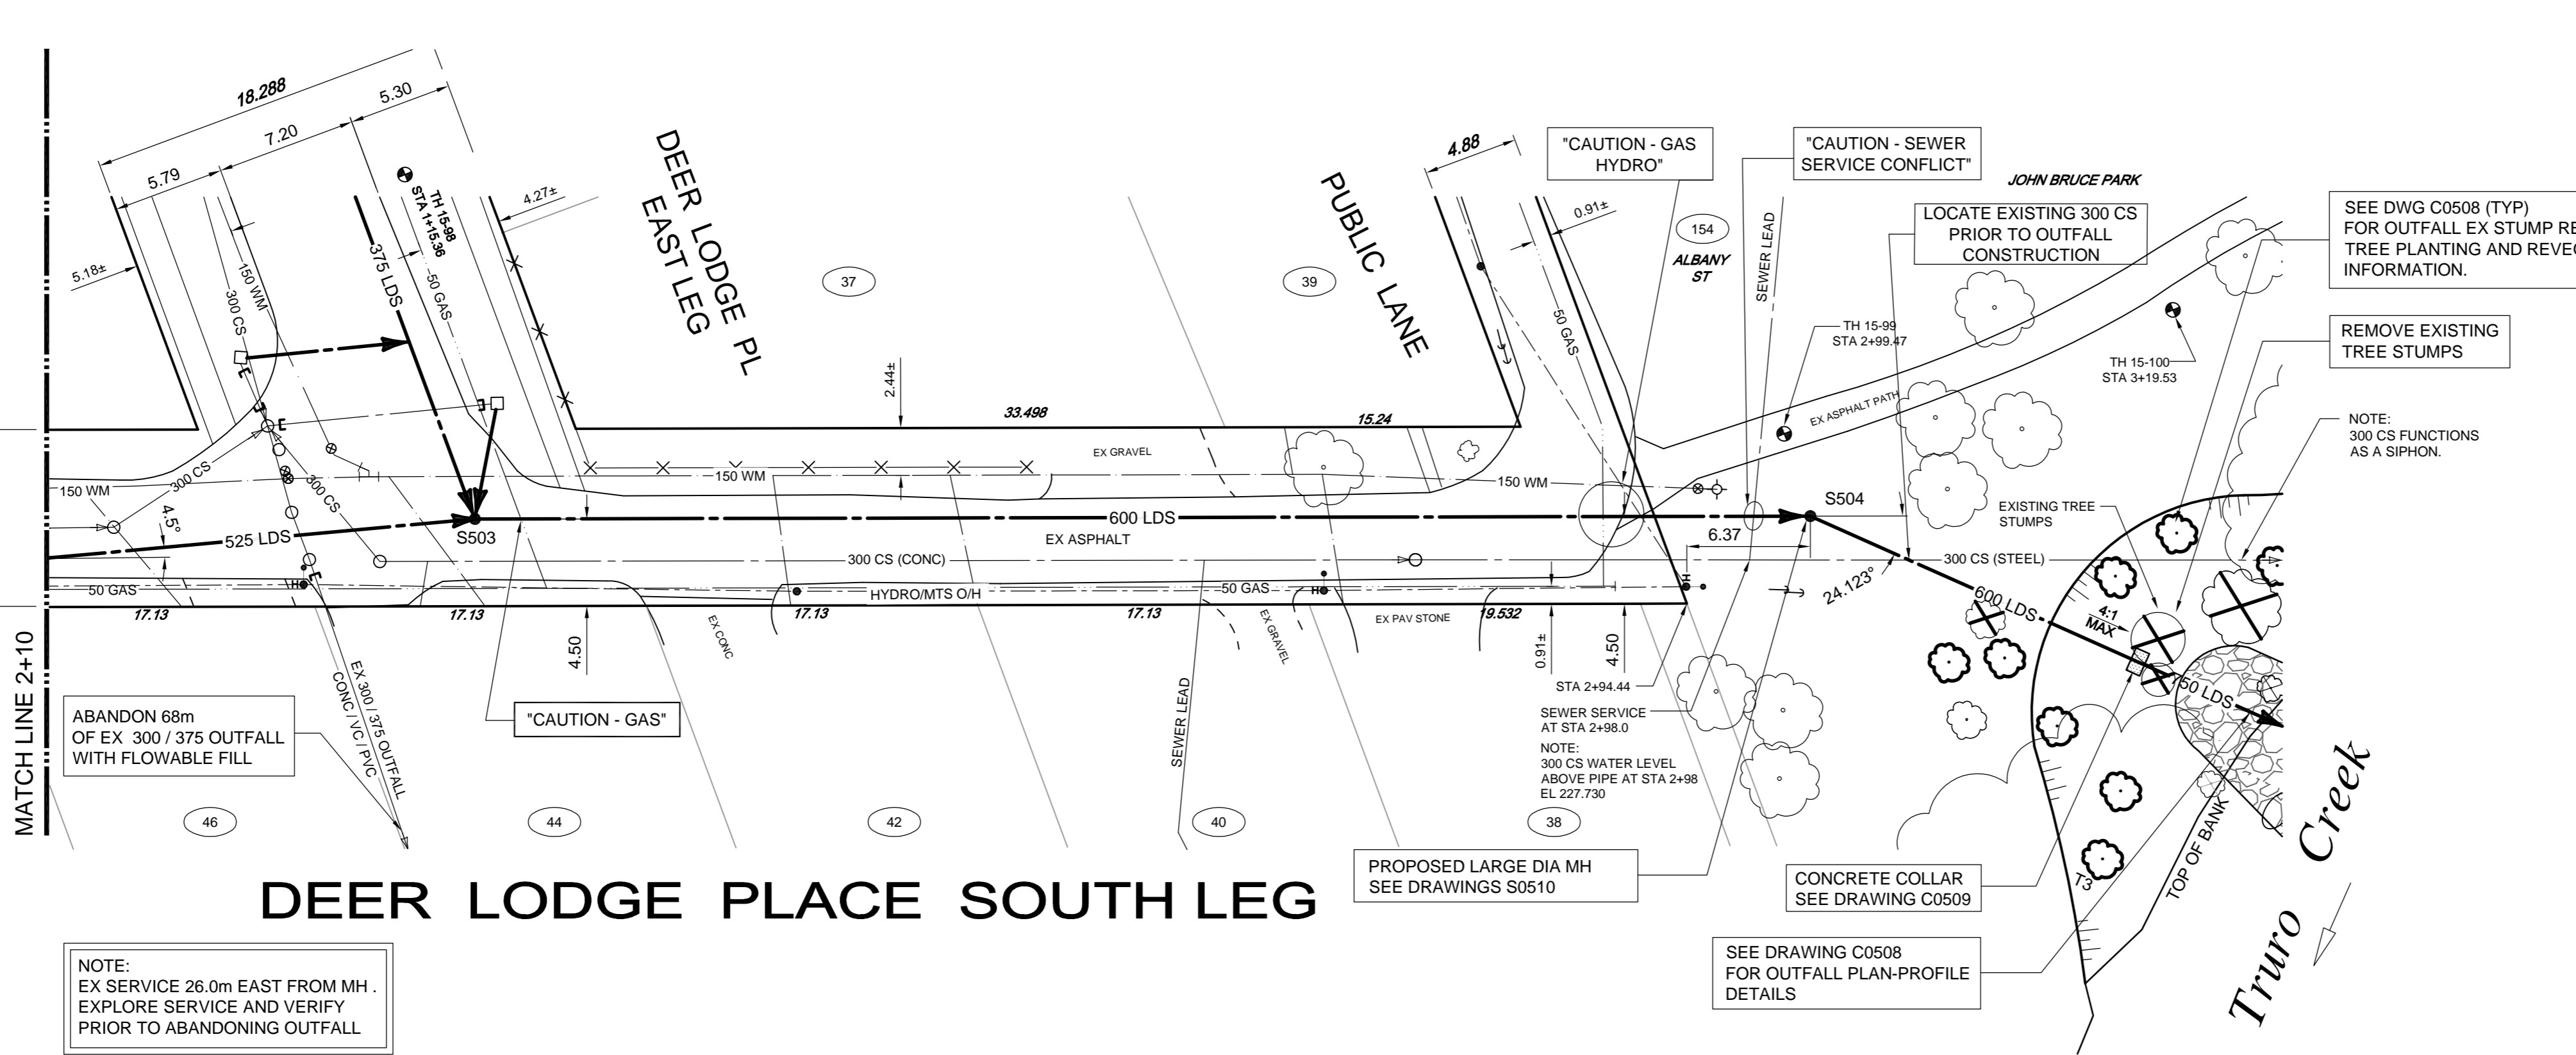 18.288
5.30
7.20
5.79
5.18±
4.27±
TH 15-98
STA 1+15.36
150 WM
300 CS
375 LDS
50 GAS
DEER LODGE PL
EAST LEG
37
39
PUBLIC LANE
4.88
0.91±
50 GAS
"CAUTION - GAS
HYDRO"
"CAUTION - SEWER
SERVICE CONFLICT"
154
ALBANY
ST
SEWER LEAD
JOHN BRUCE PARK
LOCATE EXISTING 300 CS
PRIOR TO OUTFALL
CONSTRUCTION
SEE DWG C0508 (TYP)
FOR OUTFALL EX STUMP RE
TREE PLANTING AND REVE
INFORMATION.
REMOVE EXISTING
TREE STUMPS
TH 15-99
STA 2+99.47
TH 15-100
STA 3+19.53
EX ASPHALT PATH
NOTE:
300 CS FUNCTIONS
AS A SIPHON.
2.44±
33.498
15.24
EX GRAVEL
150 WM
300 CS
300 CS
150 WM
150 WM
4.5°
525 LDS
S503
600 LDS
EX ASPHALT
S504
6.37
EXISTING TREE
STUMPS
300 CS (CONC)
300 CS (STEEL)
24.123°
600 LDS
4:1
MAX
750 LDS
50 GAS
H
HYDRO/MTS O/H
50 GAS
H
H
17.13
17.13
17.13
17.13
19.532
EX CONC
EX GRAVEL
EX PAV STONE
4.50
0.91±
4.50
MATCH LINE 2+10
EX 300 / 375 OUTFALL
CONC / VC / PVC
ABANDON 68m
OF EX 300 / 375 OUTFALL
WITH FLOWABLE FILL
"CAUTION - GAS"
SEWER LEAD
STA 2+94.44
SEWER SERVICE
AT STA 2+98.0
NOTE:
300 CS WATER LEVEL
ABOVE PIPE AT STA 2+98
EL 227.730
46
44
42
40
38
PROPOSED LARGE DIA MH
SEE DRAWINGS S0510
CONCRETE COLLAR
SEE DRAWING C0509
T3
TOP OF BANK
Truro Creek
DEER LODGE PLACE SOUTH LEG
SEE DRAWING C0508
FOR OUTFALL PLAN-PROFILE
DETAILS
NOTE:
EX SERVICE 26.0m EAST FROM MH .
EXPLORE SERVICE AND VERIFY
PRIOR TO ABANDONING OUTFALL